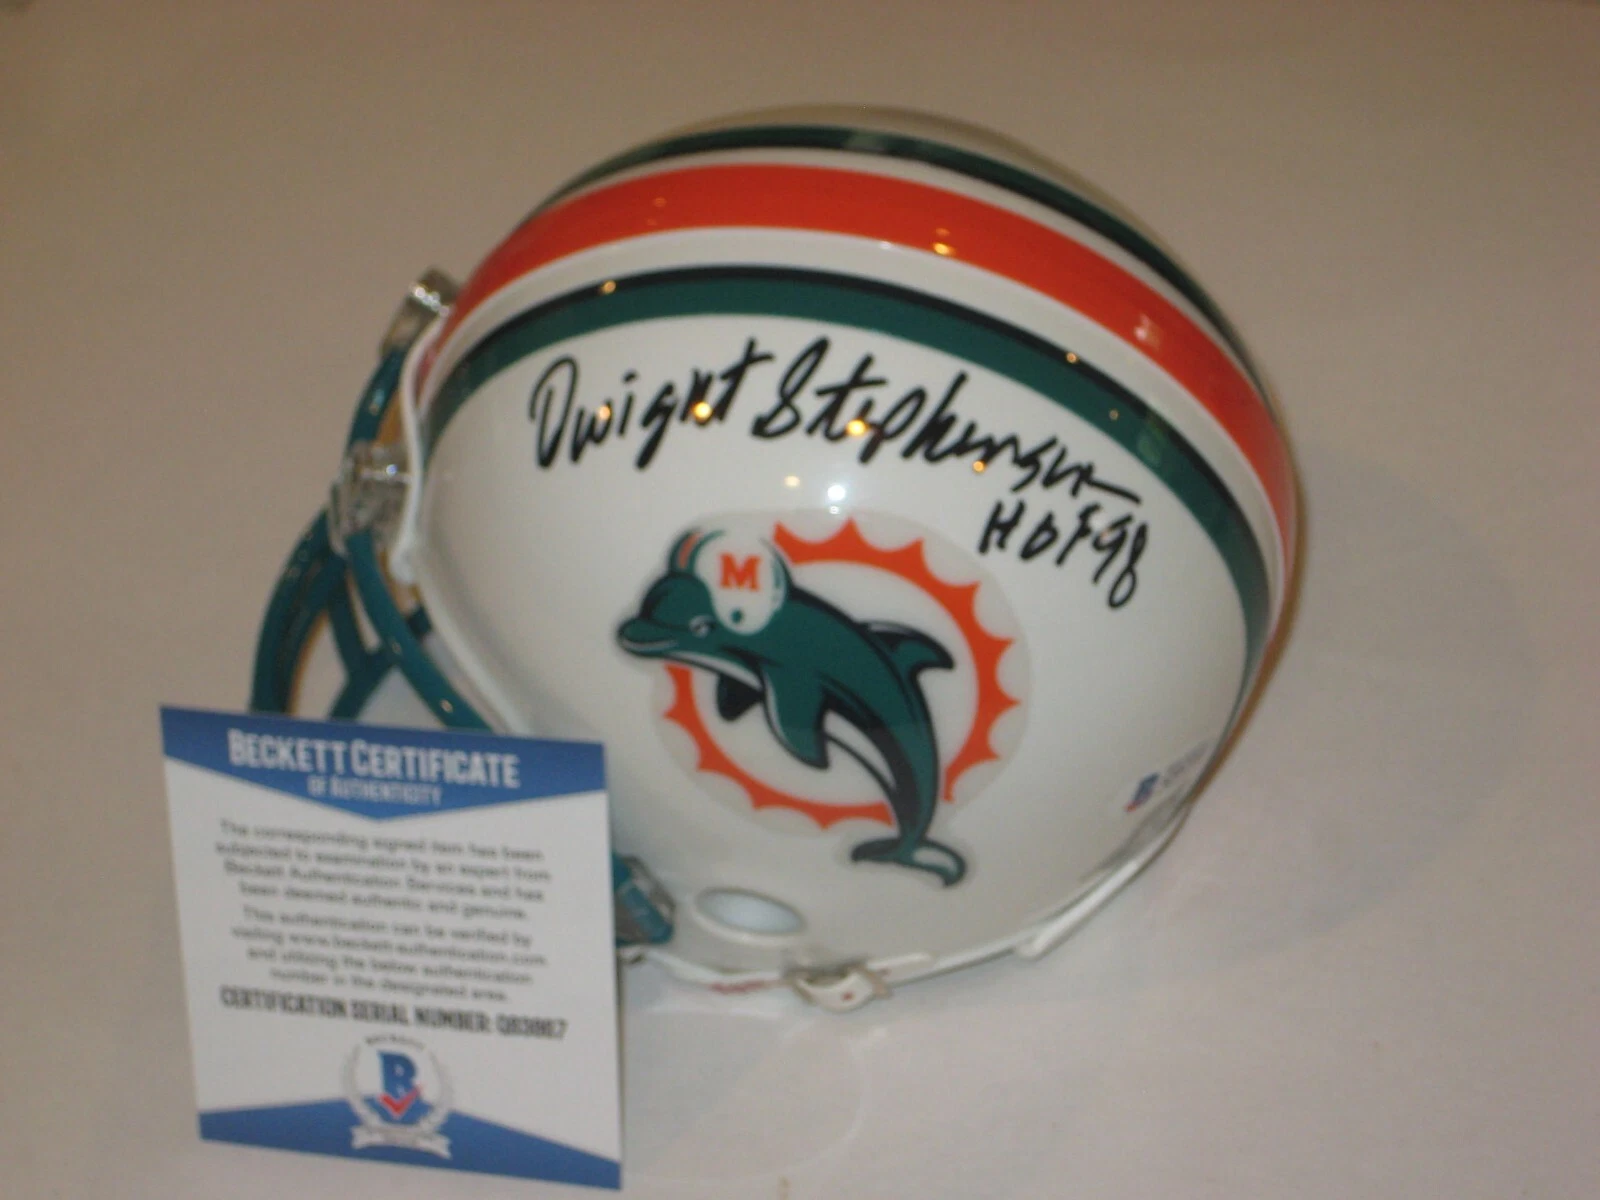 Dwight Stephenson
HOF 98
M
BECKETT CERTIFICATE
OF AUTHENTICITY
The corresponding signed item has been
subjected to examination by an expert from
Beckett Authentication Services and has
been deemed authentic and genuine.
This authentication can be verified by
visiting www.beckett-authentication.com
and utilizing the below authentication
number in the designated area.
CERTIFICATION SERIAL NUMBER:
BECKETT
B
B